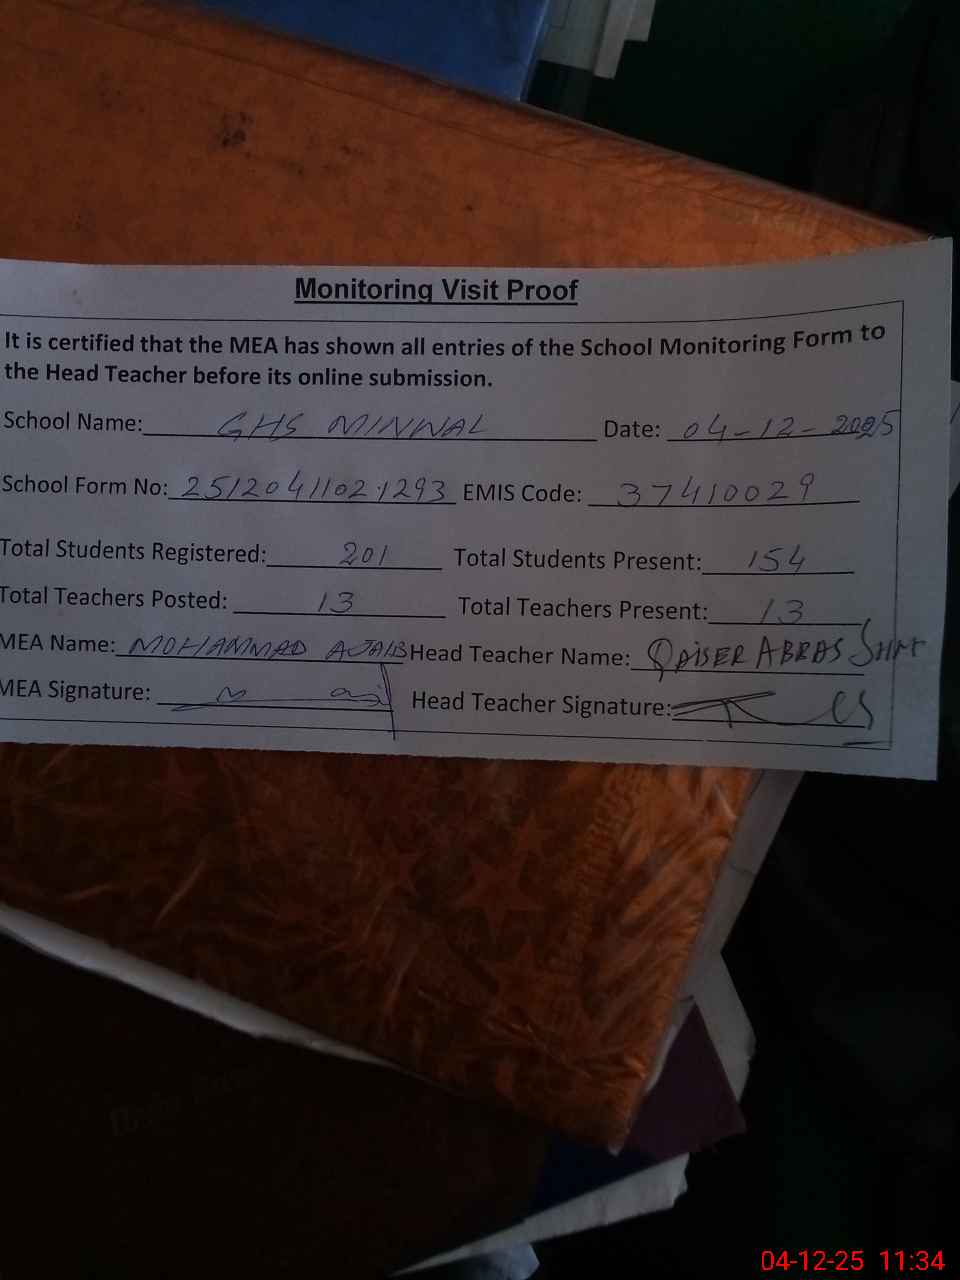 Monitoring Visit Proof
It is certified that the MEA has shown all entries of the School Monitoring Form to
the Head Teacher before its online submission.
School Name: GHS MINWAL Date: 04-12-2025
School Form No: 25120411021293 EMIS Code: 37410029
Total Students Registered: 201 Total Students Present: 154
Total Teachers Posted: 13 Total Teachers Present: 13
MEA Name: MOHAMMAD AJAIB Head Teacher Name: QAISER ABBAS
MEA Signature: Head Teacher Signature:
04-12-25 11:34